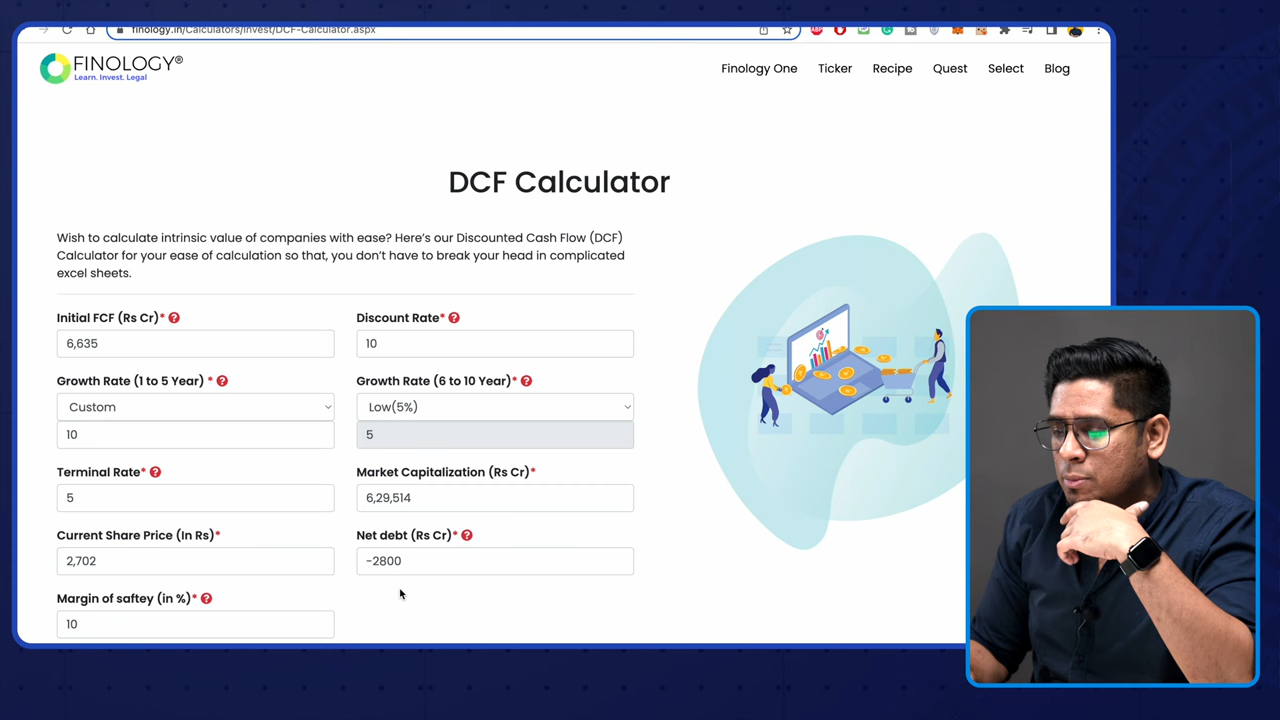 finology.in/Calculators/invest/DCF-Calculator.aspx
FINOLOGY®
Learn. Invest. Legal
Finology One
Ticker
Recipe
Quest
Select
Blog
DCF Calculator
Wish to calculate intrinsic value of companies with ease? Here's our Discounted Cash Flow (DCF)
Calculator for your ease of calculation so that, you don't have to break your head in complicated
excel sheets.
Initial FCF (Rs Cr)* ?
6,635
Discount Rate* ?
10
Growth Rate (1 to 5 Year) * ?
Custom
10
Growth Rate (6 to 10 Year)* ?
Low(5%)
5
Terminal Rate* ?
5
Market Capitalization (Rs Cr)*
6,29,514
Current Share Price (In Rs)*
2,702
Net debt (Rs Cr)* ?
-2800
Margin of saftey (in %)* ?
10